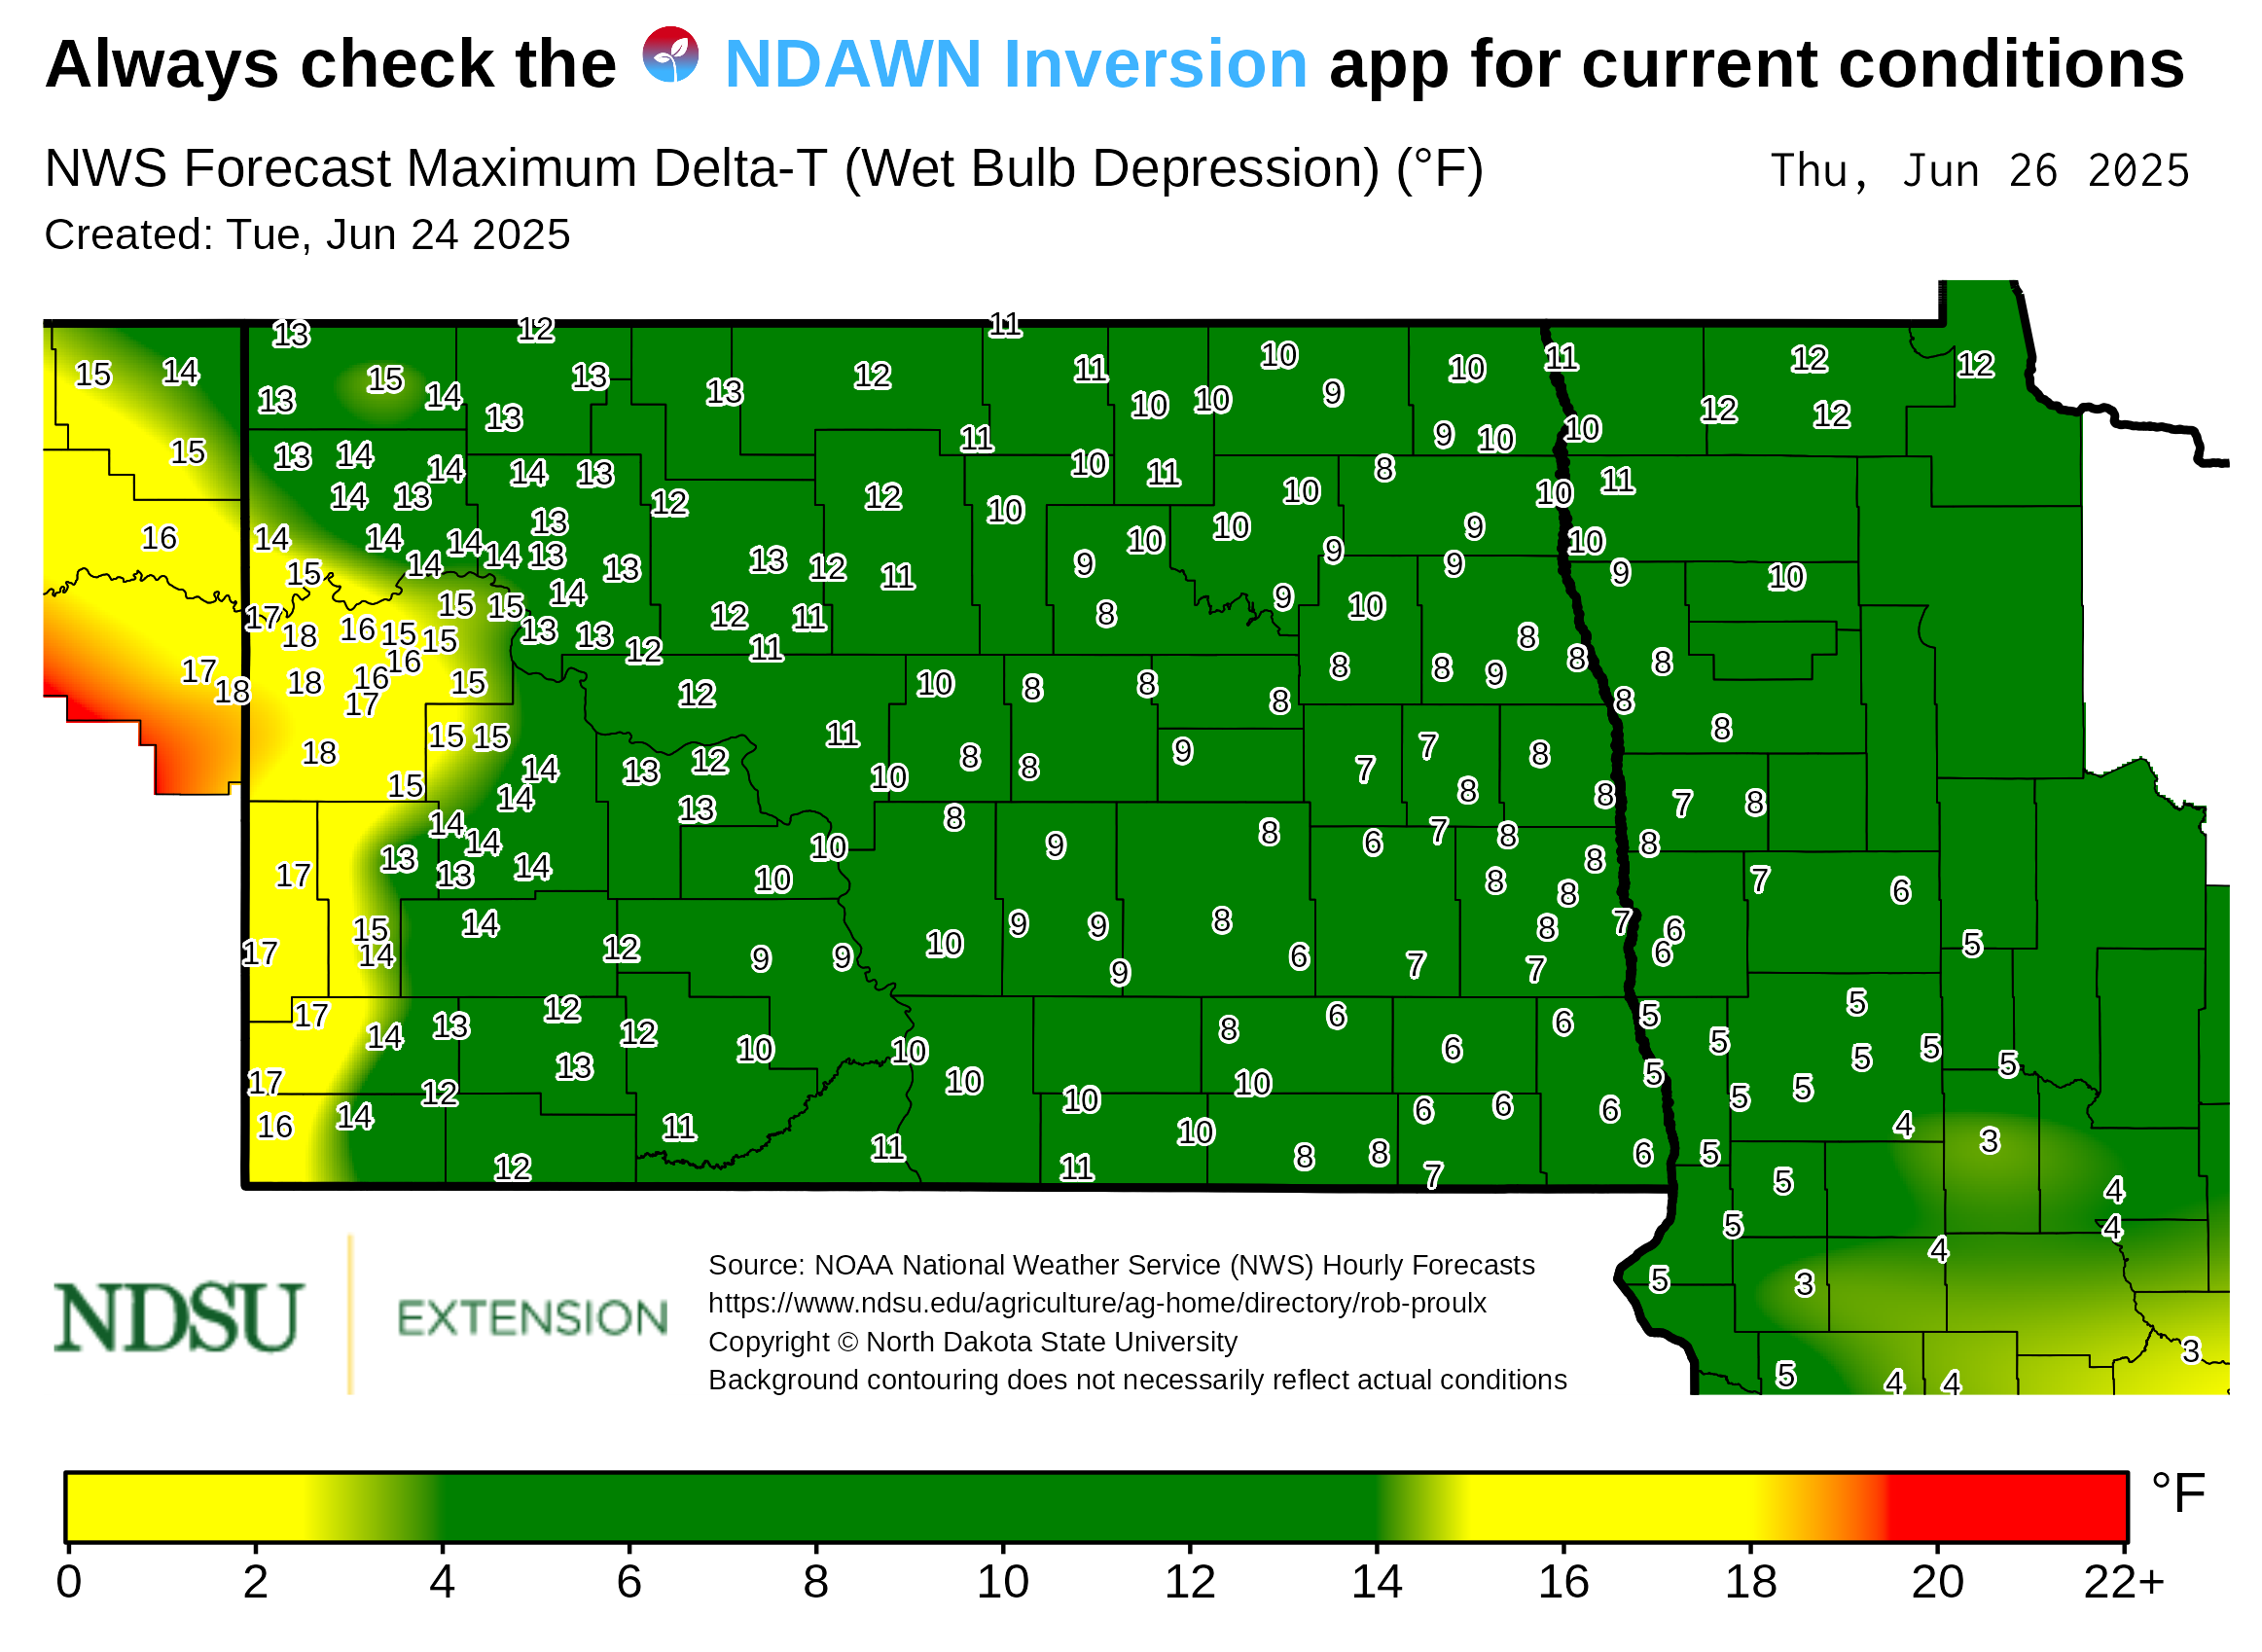 Always check the NDAWN Inversion app for current conditions
NWS Forecast Maximum Delta-T (Wet Bulb Depression) (°F) Thu, Jun 26 2025
Created: Tue, Jun 24 2025
13 12 11
15 14 13 15 14 13 13 13 12 11 10 10 10 9 10 11 12 12 12 12
13 11 9 10 10
15 13 14 14 14 13 12 12 10 11 10 8 10 11
14 13 10
16 14 14 14 14 13 13 13 13 12 11 9 10 10 9 9 9 10 9 10
15 14 14
17 18 16 15 15 15 15 13 13 12 12 11 11 8 9 10 8 8 8
17 18 18 16 16 17 15 12 10 8 8 8 8 8 9 8
18 15 15 14 13 12 11 10 8 8 9 7 7 8 8 8
15 14 13 8 8 7 8
14 14 13 13 14 10 10 9 8 6 7 8 8 8
17 8 8 7 6
17 15 14 14 12 9 9 10 9 9 9 8 6 7 8 7 7 6 6 5
17 14 13 12 12 13 10 10 10 8 6 6 6 5 5 5 5 5 5
17 12 10 10 5 5 5
16 14 11 11 10 8 8 6 6 6 6 5 4 3
12 11 7 5 4
5 4 4
5 3 3
5 4 4
NDSU EXTENSION
Source: NOAA National Weather Service (NWS) Hourly Forecasts
https://www.ndsu.edu/agriculture/ag-home/directory/rob-proulx
Copyright © North Dakota State University
Background contouring does not necessarily reflect actual conditions
°F
0 2 4 6 8 10 12 14 16 18 20 22+